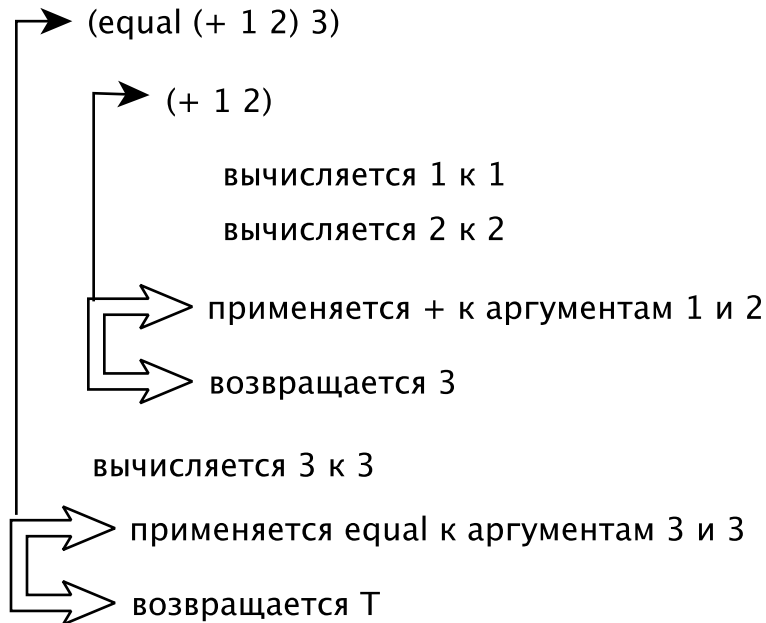 (equal (+ 1 2) 3)
(+ 1 2)
вычисляется 1 к 1
вычисляется 2 к 2
применяется + к аргументам 1 и 2
возвращается 3
вычисляется 3 к 3
применяется equal к аргументам 3 и 3
возвращается T